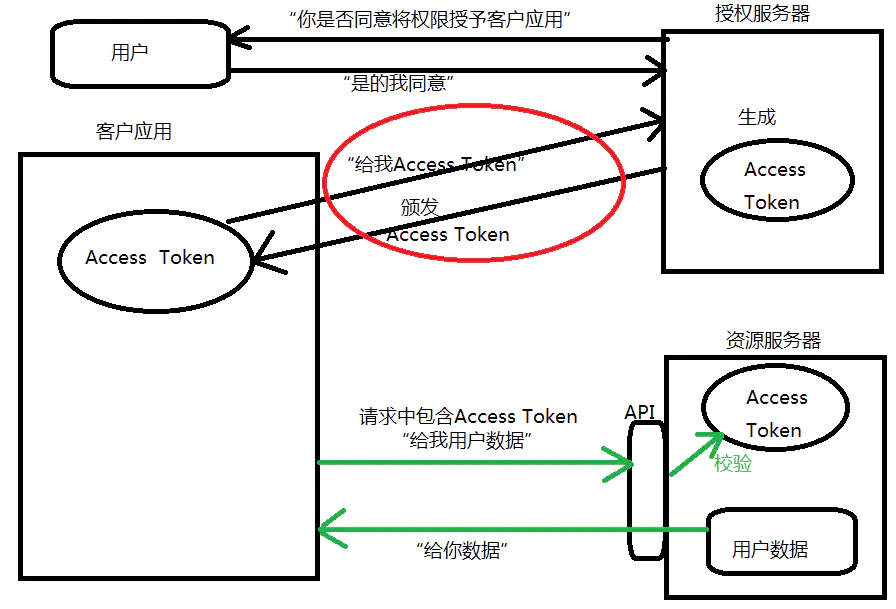 “你是否同意将权限授予客户应用”
授权服务器
用户
“是的我同意”
客户应用
生成
“给我Access Token”
Access
Token
颁发
Access Token
Access Token
资源服务器
Access
Token
请求中包含Access Token
API
“给我用户数据”
校验
“给你数据”
用户数据